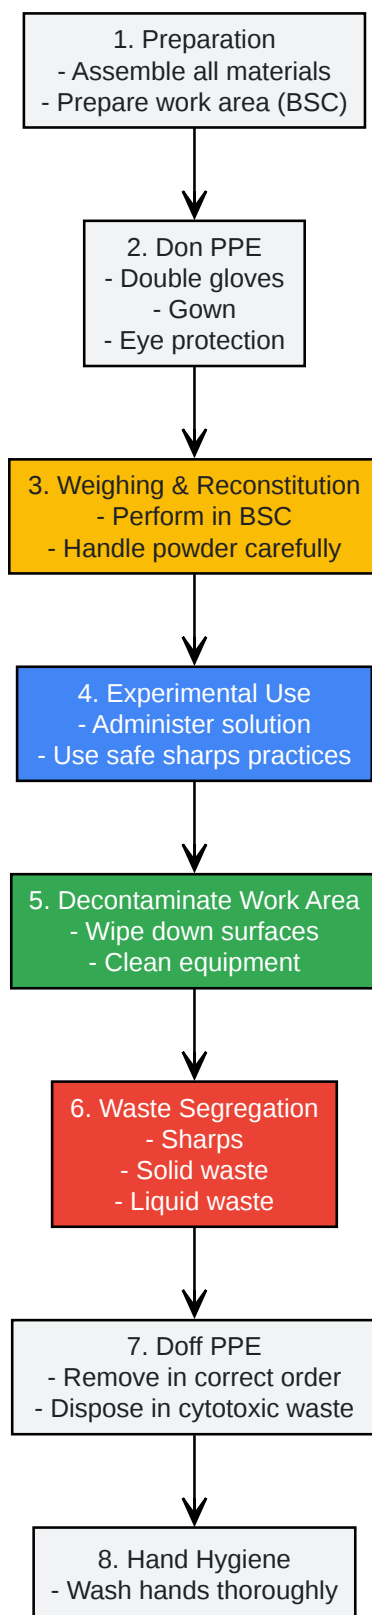 1. Preparation
- Assemble all materials
- Prepare work area (BSC)
2. Don PPE
- Double gloves
- Gown
- Eye protection
3. Weighing & Reconstitution
- Perform in BSC
- Handle powder carefully
4. Experimental Use
- Administer solution
- Use safe sharps practices
5. Decontaminate Work Area
- Wipe down surfaces
- Clean equipment
6. Waste Segregation
- Sharps
- Solid waste
- Liquid waste
7. Doff PPE
- Remove in correct order
- Dispose in cytotoxic waste
8. Hand Hygiene
- Wash hands thoroughly